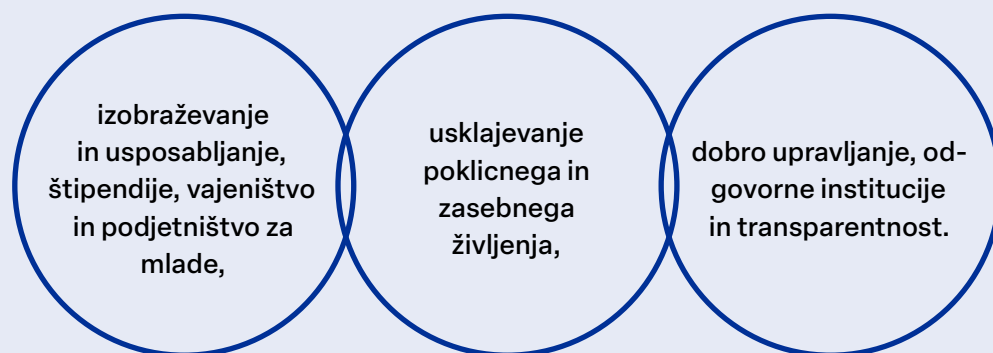 izobraževanje
in usposabljanje,
štipendije, vajeništvo
in podjetništvo za
mlade,
usklajevanje
poklicnega in
zasebnega
življenja,
dobro upravljanje, od-
govorne institucije
in transparentnost.